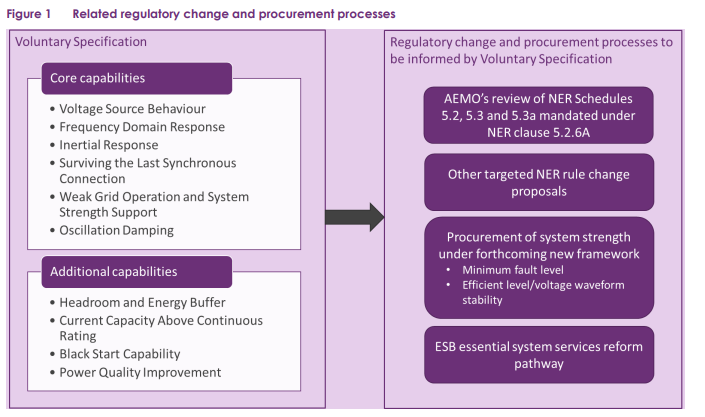 Figure 1 Related regulatory change and procurement processes
Voluntary Specification
Core capabilities
• Voltage Source Behaviour
• Frequency Domain Response
• Inertial Response
• Surviving the Last Synchronous
Connection
• Weak Grid Operation and System
Strength Support
• Oscillation Damping
Additional capabilities
• Headroom and Energy Buffer
• Current Capacity Above Continuous
Rating
• Black Start Capability
• Power Quality Improvement
Regulatory change and procurement processes to
be informed by Voluntary Specification
AEMO's review of NER Schedules
5.2, 5.3 and 5.3a mandated under
NER clause 5.2.6A
Other targeted NER rule change
proposals
Procurement of system strength
under forthcoming new framework
• Minimum fault level
• Efficient level/voltage waveform
stability
ESB essential system services reform
pathway